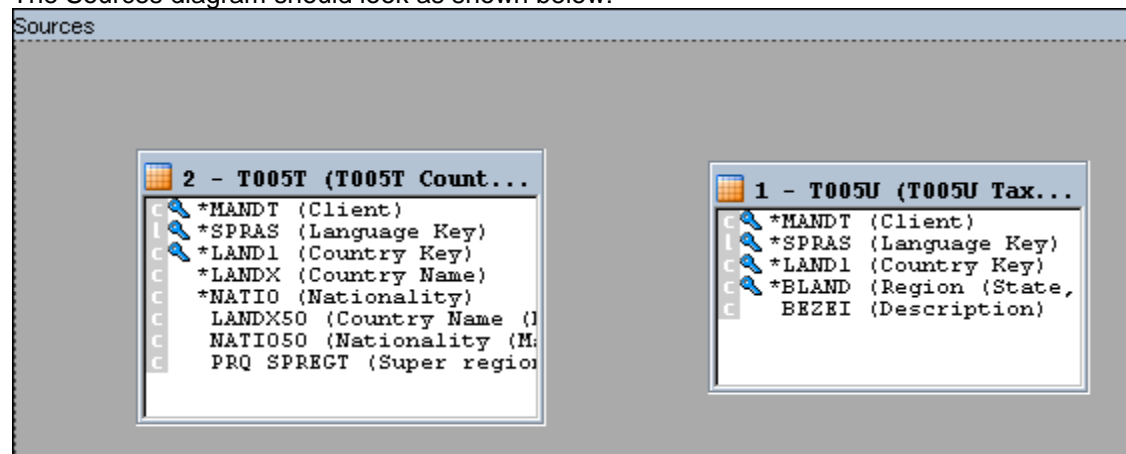 The Sources diagram should look as shown below:
Sources
2 - T005T (T005T Count...
c *MANDT (Client)
l *SPRAS (Language Key)
c *LAND1 (Country Key)
c *LANDX (Country Name)
c *NATIO (Nationality)
c LANDX50 (Country Name (
c NATIO50 (Nationality (M
c PRQ SPREGT (Super region
1 - T005U (T005U Tax...
c *MANDT (Client)
l *SPRAS (Language Key)
c *LAND1 (Country Key)
c *BLAND (Region (State,
c BEZEI (Description)